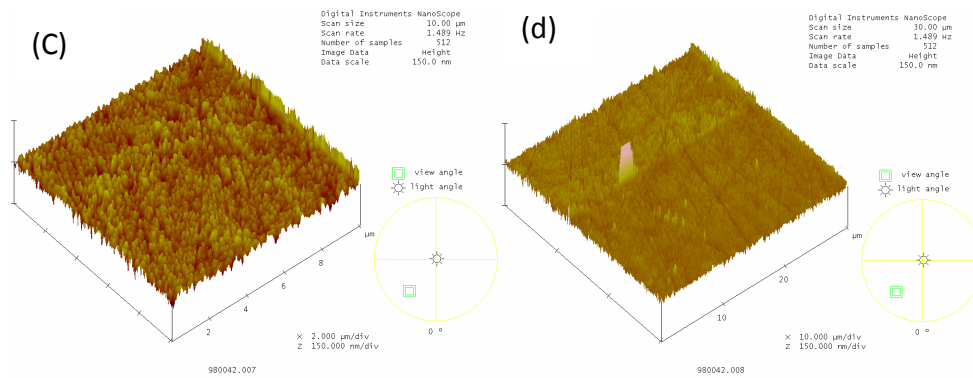 (C)
Digital Instruments NanoScope
Scan size 10.00 µm
Scan rate 1.489 Hz
Number of samples 512
Image Data Height
Data scale 150.0 nm
view angle
light angle
µm
8
6
4
2
X 2.000 µm/div
Z 150.000 nm/div
0 º
980042.007
(d)
Digital Instruments NanoScope
Scan size 30.00 µm
Scan rate 1.489 Hz
Number of samples 512
Image Data Height
Data scale 150.0 nm
view angle
light angle
µm
20
10
X 10.000 µm/div
Z 150.000 nm/div
0 º
980042.008